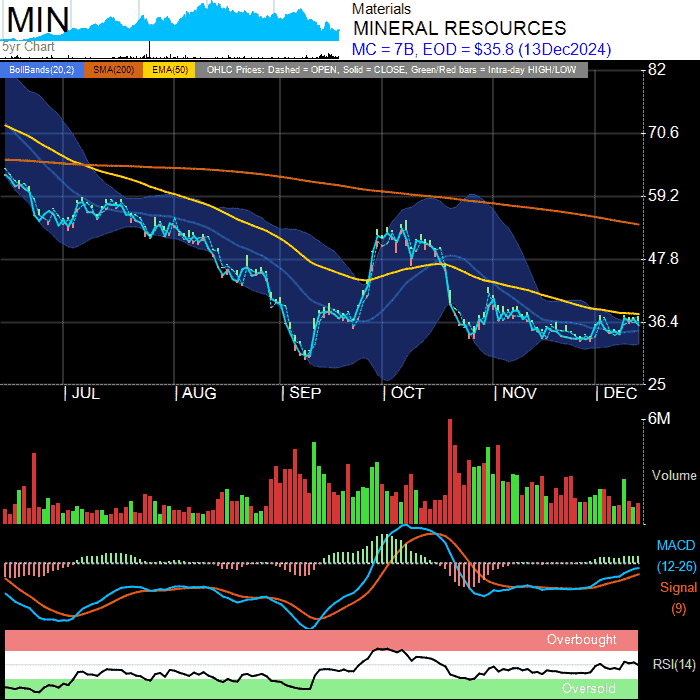 MIN
5yr Chart
Materials
MINERAL RESOURCES
MC = 7B, EOD = $35.8 (13Dec2024)
BollBands(20,2) SMA(200) EMA(50) OHLC Prices: Dashed = OPEN, Solid = CLOSE, Green/Red bars = Intra-day HIGH/LOW
82
70.6
59.2
47.8
36.4
25
| JUL | AUG | SEP | OCT | NOV | DEC
6M
Volume
MACD
(12-26)
Signal
(9)
Overbought
RSI(14)
Oversold